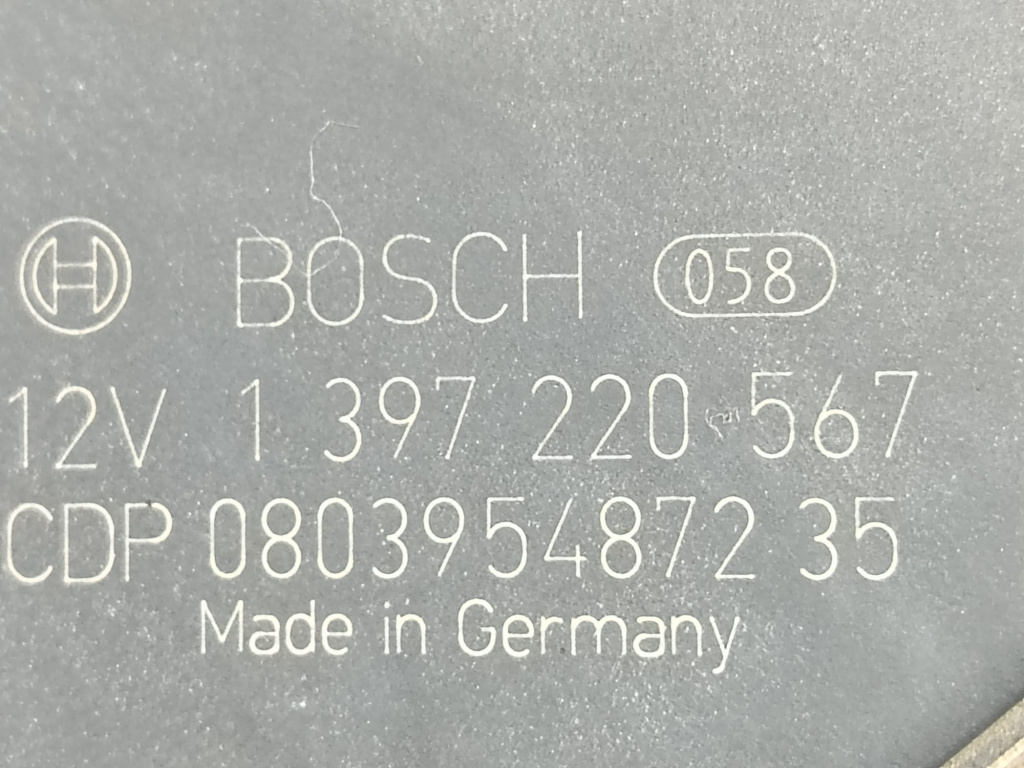 BOSCH 058
12V 1 397 220 567
CDP 0803954872 35
Made in Germany